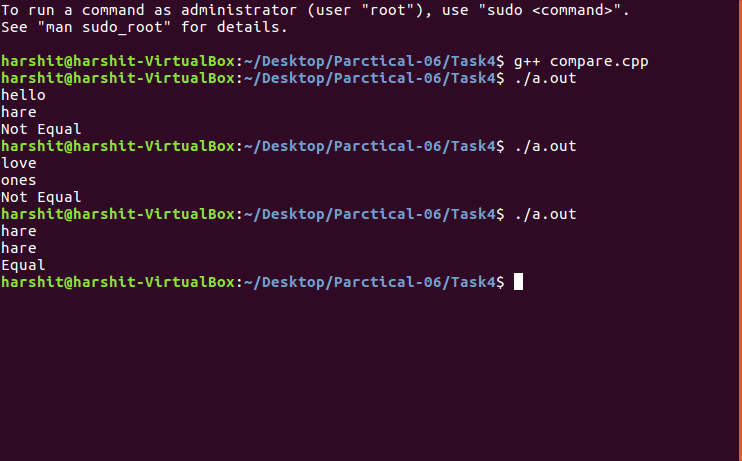 To run a command as administrator (user "root"), use "sudo <command>".
See "man sudo_root" for details.
harshit@harshit-VirtualBox:~/Desktop/Parctical-06/Task4$ g++ compare.cpp
harshit@harshit-VirtualBox:~/Desktop/Parctical-06/Task4$ ./a.out
hello
hare
Not Equal
harshit@harshit-VirtualBox:~/Desktop/Parctical-06/Task4$ ./a.out
love
ones
Not Equal
harshit@harshit-VirtualBox:~/Desktop/Parctical-06/Task4$ ./a.out
hare
hare
Equal
harshit@harshit-VirtualBox:~/Desktop/Parctical-06/Task4$